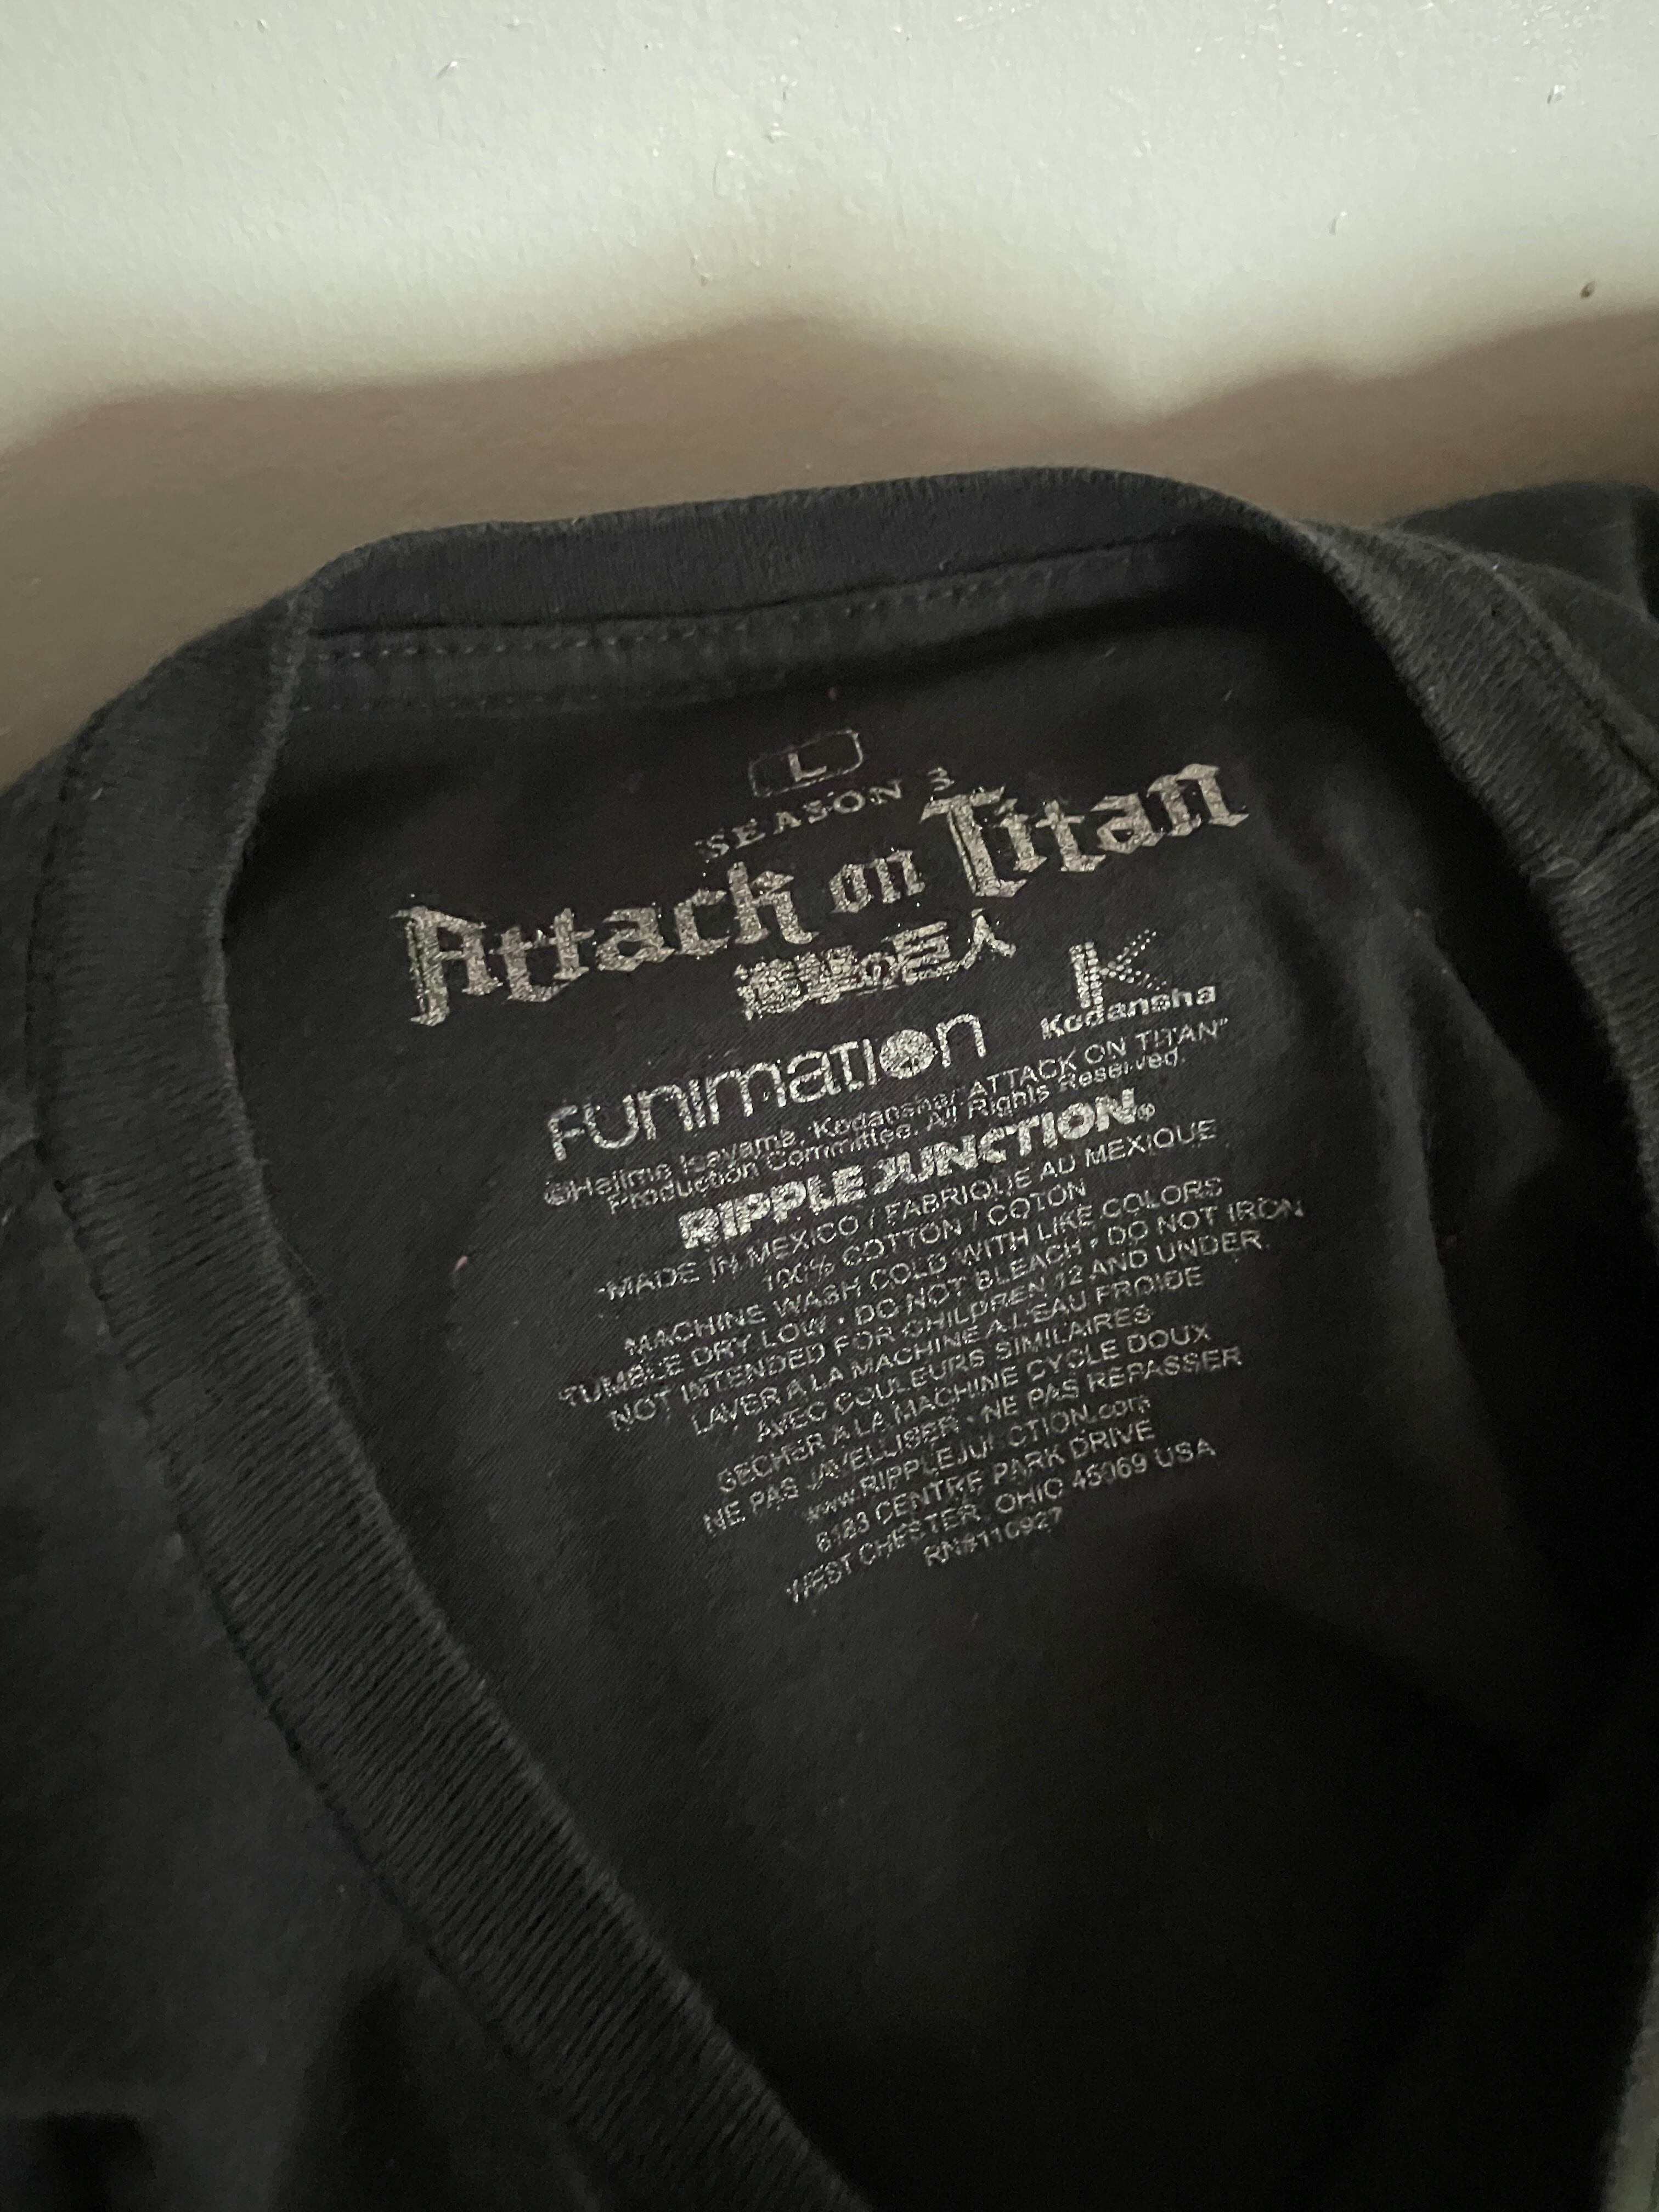 L
SEASON 3
Attack on Titan
進撃の巨人
FUNIMATION
Kodansha
©Hajime Isayama, Kodansha/"ATTACK ON TITAN"
Production Committee. All Rights Reserved.
RIPPLE JUNCTION®
MADE IN MEXICO / FABRIQUE AD MEXIQUE
100% COTTON / COTON
MACHINE WASH COLD WITH LIKE COLORS
TUMBLE DRY LOW • DO NOT BLEACH • DO NOT IRON
NOT INTENDED FOR CHILDREN 12 AND UNDER.
LAVER A LA MACHINE A L'EAU FROIDE
AVEC COULEURS SIMILAIRES
SECHER A LA MACHINE CYCLE DOUX
NE PAS JAVELLISER • NE PAS REPASSER
www.RIPPLEJUNCTION.com
6183 CENTRE PARK DRIVE
WEST CHESTER, OHIO 45069 USA
RN#110927